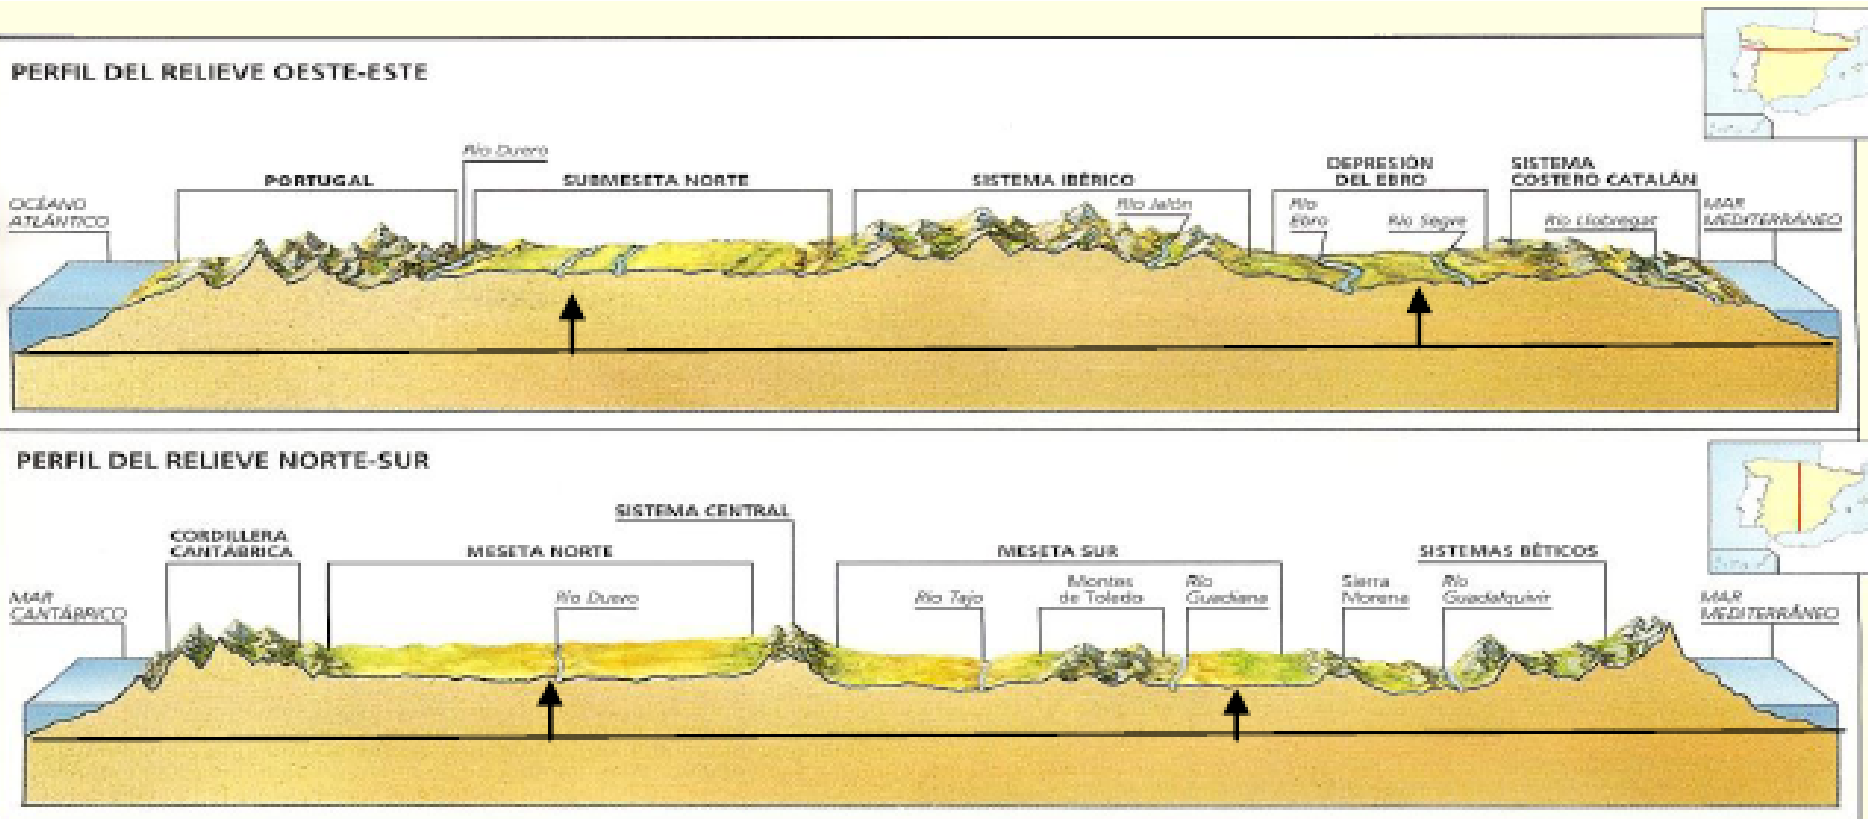 PERFIL DEL RELIEVE OESTE-ESTE
Río Duero
OCÉANO
ATLÁNTICO
PORTUGAL
SUBMESETA NORTE
SISTEMA IBÉRICO
Río Jalón
DEPRESIÓN
DEL EBRO
Río
Ebro
Río Segre
SISTEMA
COSTERO CATALÁN
Río Llobregat
MAR
MEDITERRÁNEO
PERFIL DEL RELIEVE NORTE-SUR
MAR
CANTÁBRICO
CORDILLERA
CANTÁBRICA
MESETA NORTE
Río Duero
SISTEMA CENTRAL
MESETA SUR
Río Tajo
Montes
de Toledo
Río
Guadiana
Sierra
Morena
SISTEMAS BÉTICOS
Río
Guadalquivir
MAR
MEDITERRÁNEO